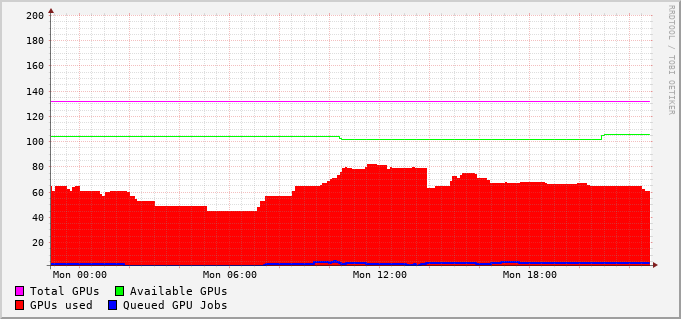 200
180
160
140
120
100
80
60
40
20
Mon 00:00 Mon 06:00 Mon 12:00 Mon 18:00
Total GPUs Available GPUs
GPUs used Queued GPU Jobs
RRDTOOL / TOBI OETIKER